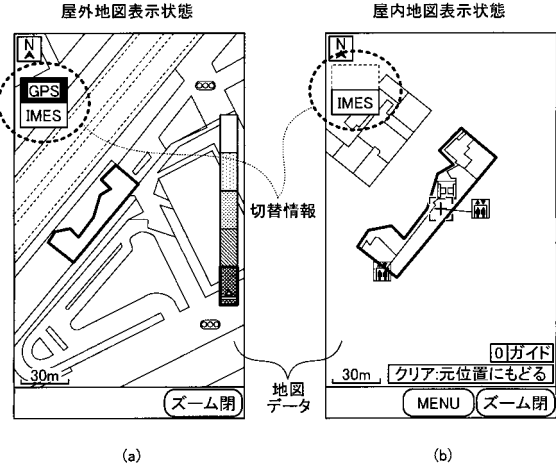 屋外地図表示状態
屋内地図表示状態
N
GPS
IMES
30m
ズーム閉
(a)
切替情報
地図
データ
N
IMES
0 ガイド
30m
クリア:元位置にもどる
MENU
ズーム閉
(b)